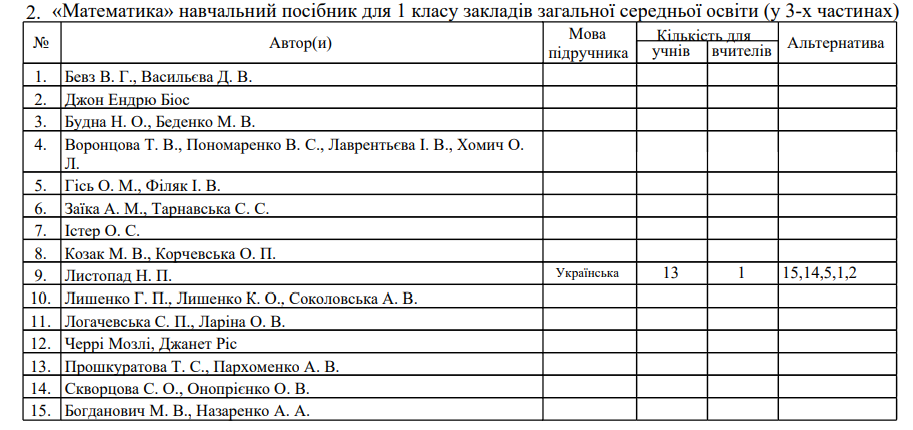 2. «Математика» навчальний посібник для 1 класу закладів загальної середньої освіти (у 3-х частинах)
№ Автор(и) Мова підручника Кількість для учнів вчителів Альтернатива
1. Бевз В. Г., Васильєва Д. В.
2. Джон Ендрю Біос
3. Будна Н. О., Беденко М. В.
4. Воронцова Т. В., Пономаренко В. С., Лаврентьєва І. В., Хомич О.
Л.
5. Гісь О. М., Філяк І. В.
6. Заїка А. М., Тарнавська С. С.
7. Істер О. С.
8. Козак М. В., Корчевська О. П.
9. Листопад Н. П. Українська 13 1 15,14,5,1,2
10. Лишенко Г. П., Лишенко К. О., Соколовська А. В.
11. Логачевська С. П., Ларіна О. В.
12. Черрі Мозлі, Джанет Ріс
13. Прошкуратова Т. С., Пархоменко А. В.
14. Скворцова С. О., Онопрієнко О. В.
15. Богданович М. В., Назаренко А. А.